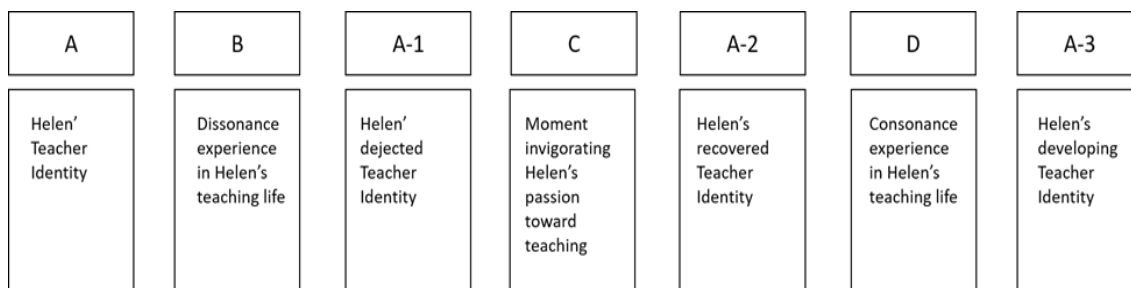 A
B
A-1
C
A-2
D
A-3
Helen'
Teacher
Identity
Dissonance
experience
in Helen's
teaching life
Helen'
dejected
Teacher
Identity
Moment
invigorating
Helen's
passion
toward
teaching
Helen's
recovered
Teacher
Identity
Consonance
experience
in Helen's
teaching life
Helen's
developing
Teacher
Identity